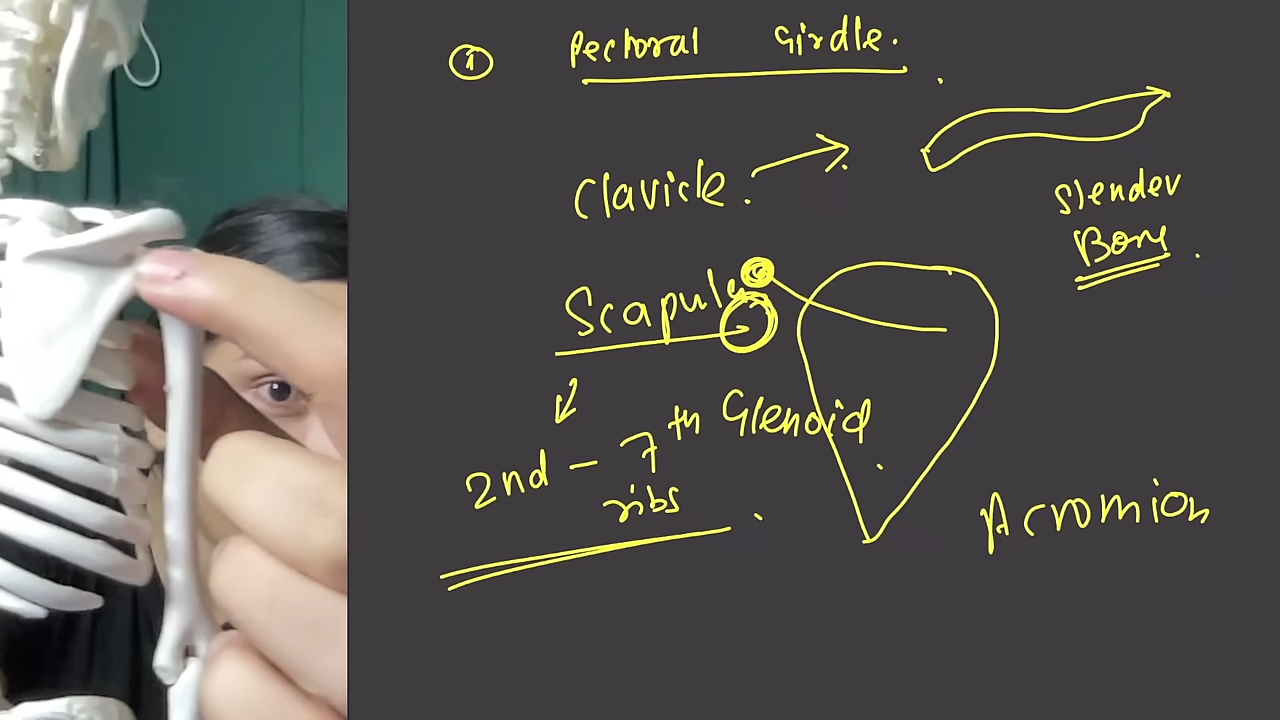 ① Pectoral Girdle.
Clavicle.
Slender
Bone
Scapula
2nd - 7th
ribs
Glenoid
Acromion